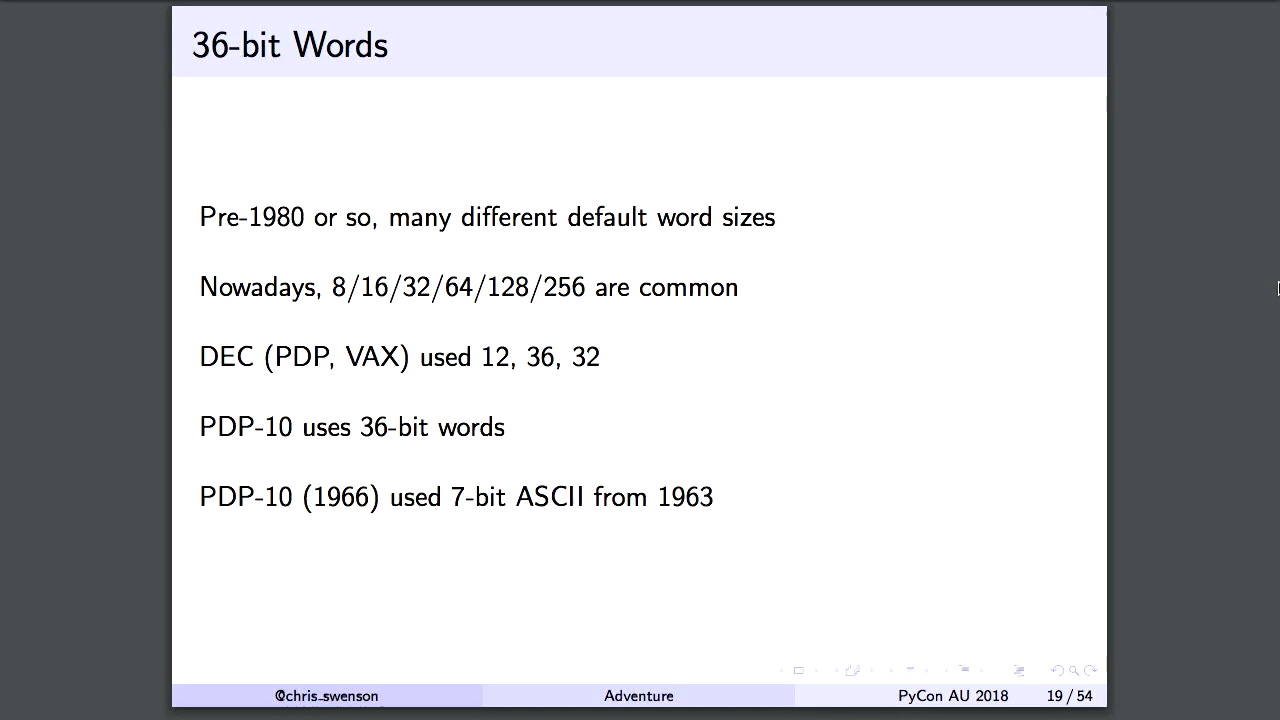 36-bit Words
Pre-1980 or so, many different default word sizes
Nowadays, 8/16/32/64/128/256 are common
DEC (PDP, VAX) used 12, 36, 32
PDP-10 uses 36-bit words
PDP-10 (1966) used 7-bit ASCII from 1963
@chris_swenson Adventure PyCon AU 2018 19 / 54